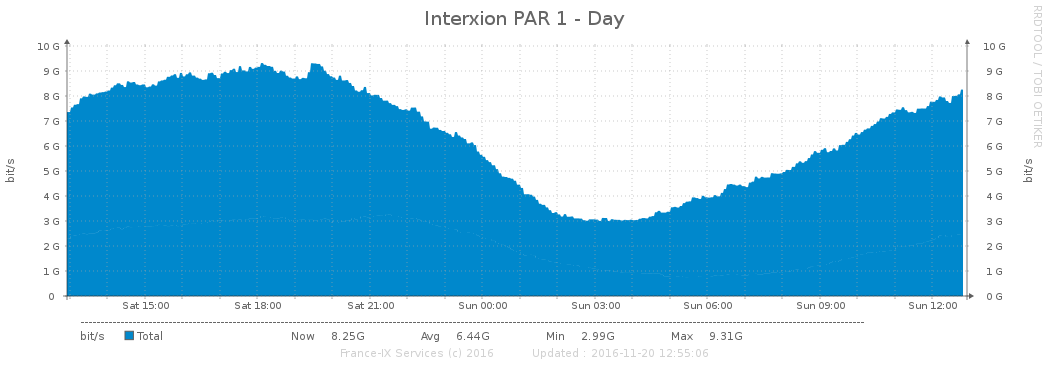 Interxion PAR 1 - Day
RRDTOOL / TOBI OETIKER
bit/s
10 G 10 G
9 G 9 G
8 G 8 G
7 G 7 G
6 G 6 G
5 G 5 G
4 G 4 G
3 G 3 G
2 G 2 G
1 G 1 G
0 0 G
bit/s
Sat 15:00 Sat 18:00 Sat 21:00 Sun 00:00 Sun 03:00 Sun 06:00 Sun 09:00 Sun 12:00
bit/s Total Now 8.25G Avg 6.44G Min 2.99G Max 9.31G
France-IX Services (c) 2016 Updated : 2016-11-20 12:55:06